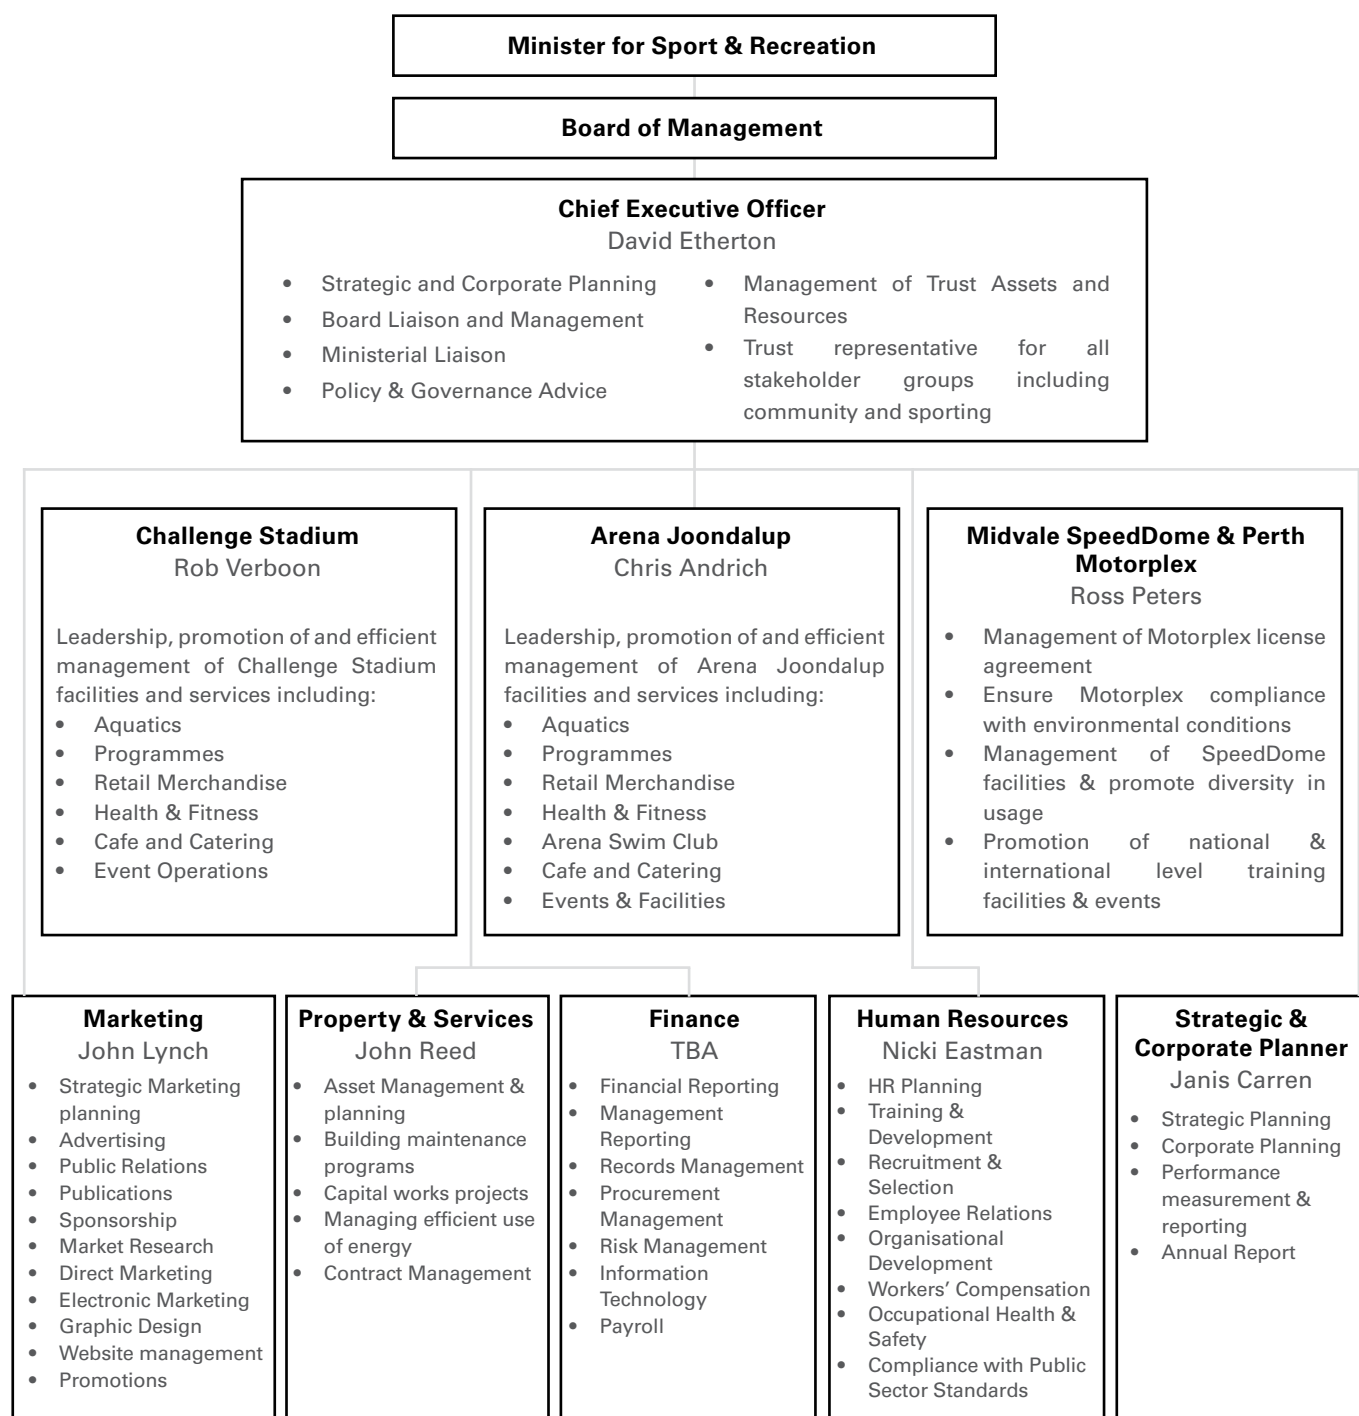 Minister for Sport & Recreation
Board of Management
Chief Executive Officer
David Etherton
• Strategic and Corporate Planning
• Board Liaison and Management
• Ministerial Liaison
• Policy & Governance Advice
• Management of Trust Assets and
Resources
• Trust representative for all
stakeholder groups including
community and sporting
Challenge Stadium
Rob Verboon
Leadership, promotion of and efficient
management of Challenge Stadium
facilities and services including:
• Aquatics
• Programmes
• Retail Merchandise
• Health & Fitness
• Cafe and Catering
• Event Operations
Arena Joondalup
Chris Andrich
Leadership, promotion of and efficient
management of Arena Joondalup
facilities and services including:
• Aquatics
• Programmes
• Retail Merchandise
• Health & Fitness
• Arena Swim Club
• Cafe and Catering
• Events & Facilities
Midvale SpeedDome & Perth
Motorplex
Ross Peters
• Management of Motorplex license
agreement
• Ensure Motorplex compliance
with environmental conditions
• Management of SpeedDome
facilities & promote diversity in
usage
• Promotion of national &
international level training
facilities & events
Marketing
John Lynch
• Strategic Marketing
planning
• Advertising
• Public Relations
• Publications
• Sponsorship
• Market Research
• Direct Marketing
• Electronic Marketing
• Graphic Design
• Website management
• Promotions
Property & Services
John Reed
• Asset Management &
planning
• Building maintenance
programs
• Capital works projects
• Managing efficient use
of energy
• Contract Management
Finance
TBA
• Financial Reporting
• Management
Reporting
• Records Management
• Procurement
Management
• Risk Management
• Information
Technology
• Payroll
Human Resources
Nicki Eastman
• HR Planning
• Training &
Development
• Recruitment &
Selection
• Employee Relations
• Organisational
Development
• Workers’ Compensation
• Occupational Health &
Safety
• Compliance with Public
Sector Standards
Strategic &
Corporate Planner
Janis Carren
• Strategic Planning
• Corporate Planning
• Performance
measurement &
reporting
• Annual Report